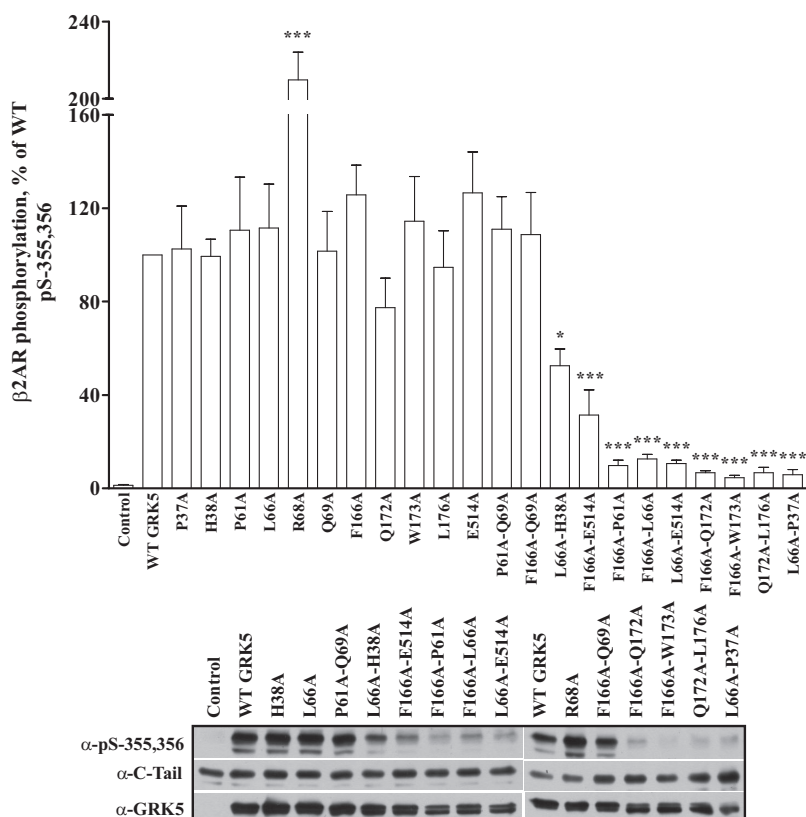 240
***
200
160
120
80
40
0
β2AR phosphorylation, % of WT
pS-355,356
*
***
***
***
***
***
***
***
***
Control
WT GRK5
P37A
H38A
P61A
L66A
R68A
Q69A
F166A
Q172A
W173A
L176A
E514A
P61A-Q69A
F166A-Q69A
L66A-H38A
F166A-E514A
F166A-P61A
F166A-L66A
L66A-E514A
F166A-Q172A
F166A-W173A
Q172A-L176A
L66A-P37A
Control
WT GRK5
H38A
L66A
P61A-Q69A
L66A-H38A
F166A-E514A
F166A-P61A
F166A-L66A
L66A-E514A
WT GRK5
R68A
F166A-Q69A
F166A-Q172A
F166A-W173A
Q172A-L176A
L66A-P37A
α-pS-355,356
α-C-Tail
α-GRK5